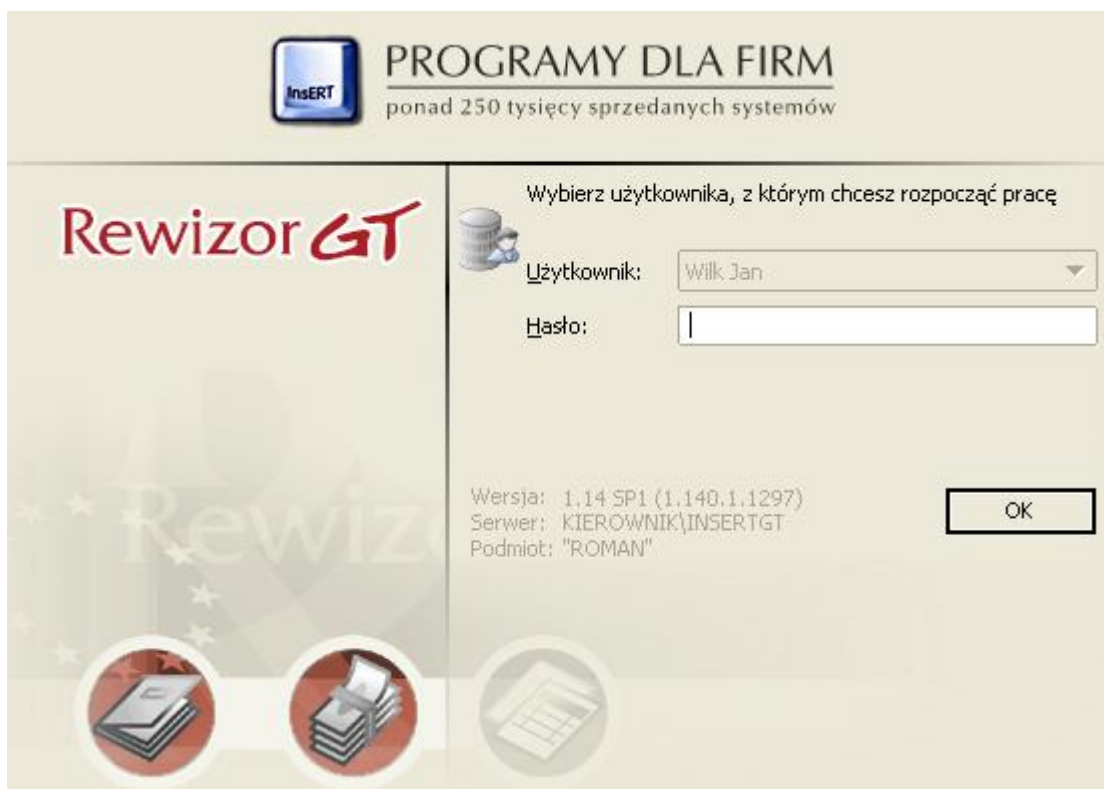 InsERT
PROGRAMY DLA FIRM
ponad 250 tysięcy sprzedanych systemów
Rewizor GT
Wybierz użytkownika, z którym chcesz rozpocząć pracę
Użytkownik: Wilk Jan
Hasło:
Rewizo
Wersja: 1.14 SP1 (1.140.1.1297)
Serwer: KIEROWNIK\INSERTGT
Podmiot: "ROMAN"
OK